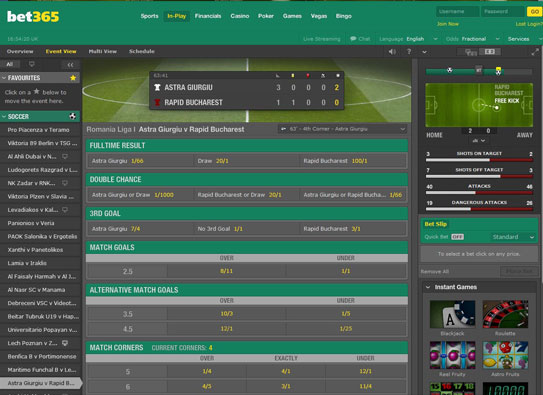 bet365
Sports In-Play Financials Casino Poker Games Vegas Bingo
Username Password GO
Join Now Lost Login?
16:54:20 UK Live Streaming Chat Language English Odds Fractional Services
Overview Event View Multi View Schedule
All
FAVOURITES
Click on a ★ below to
move the event here.
SOCCER
Pro Piacenza v Teramo
Viktoria B9 Berlin v TSG ...
Al Ahli Dubai v N...
Ludogorets Razgrad v L...
NK Zadar v RNK...
Viktoria Plzen v Slavia ...
Levadiakos v Kal...
Panionios v Veria
PAOK Salonika v Ergotelis
Xanthi v Panetolikos
Lamia v Iraklis
Al Faisaly Harmah v Al J...
Al Nasr SC v Manama
Debreceni VSC v Videot...
Beitar Tubruk U19 v Hap...
Universitario Popayan v...
Lech Poznan v Z...
Benfica B v Portimonense
Maritimo Funchal B v Le...
Astra Giurgiu v Rapid B...
63:41
ASTRA GIURGIU 3 0 0 0 2
RAPID BUCHAREST 1 1 0 0 0
Romania Liga I Astra Giurgiu v Rapid Bucharest
63' - 4th Corner - Astra Giurgiu
FULLTIME RESULT
Astra Giurgiu 1/66 Draw 20/1 Rapid Bucharest 100/1
DOUBLE CHANCE
Astra Giurgiu or Draw 1/1000 Rapid Bucharest or Draw 20/1 Astra Giurgiu or Rapid Bucha... 1/66
3RD GOAL
Astra Giurgiu 7/4 No 3rd Goal 1/1 Rapid Bucharest 3/1
MATCH GOALS
OVER UNDER
2.5 8/11 1/1
ALTERNATIVE MATCH GOALS
OVER UNDER
3.5 10/3 1/5
4.5 12/1 1/25
MATCH CORNERS CURRENT CORNERS: 4
OVER EXACTLY UNDER
5 1/4 4/1 12/1
6 4/5 3/1 11/4
HT
RAPID
BUCHAREST
FREE KICK
HOME 2 0 AWAY
SHOTS ON TARGET
3 2
SHOTS OFF TARGET
7 3
ATTACKS
40 46
DANGEROUS ATTACKS
19 26
Bet Slip
Quick Bet OFF Standard
To select a bet click on any price.
Remove All Place Bet
Instant Games
Blackjack Roulette
Reel Fruity Astro Fruits